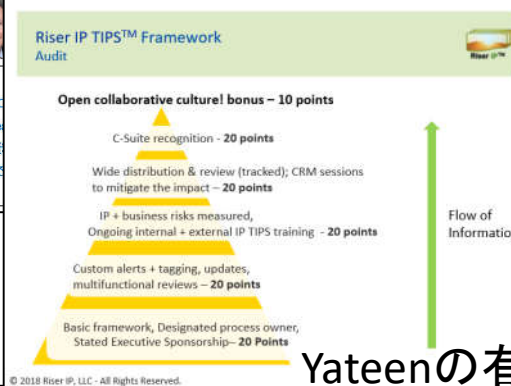 Riser IP TIPS™ Framework
Audit
Riser IP™
Open collaborative culture! bonus – 10 points
C-Suite recognition - 20 points
Wide distribution & review (tracked); CRM sessions
to mitigate the impact – 20 points
IP + business risks measured,
Ongoing internal + external IP TIPS training - 20 points
Flow of
Informatio
Custom alerts + tagging, updates,
multifunctional reviews – 20 points
Basic framework, Designated process owner,
Stated Executive Sponsorship– 20 Points
© 2018 Riser IP, LLC - All Rights Reserved.
Yateenの有